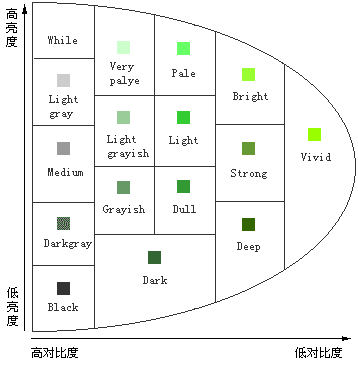 高亮度
While
Very
palye
Pale
Bright
Light
gray
Light
grayish
Light
Vivid
Medium
Strong
Grayish
Dull
Darkgray
Deep
Dark
Black
低亮度
高对比度
低对比度